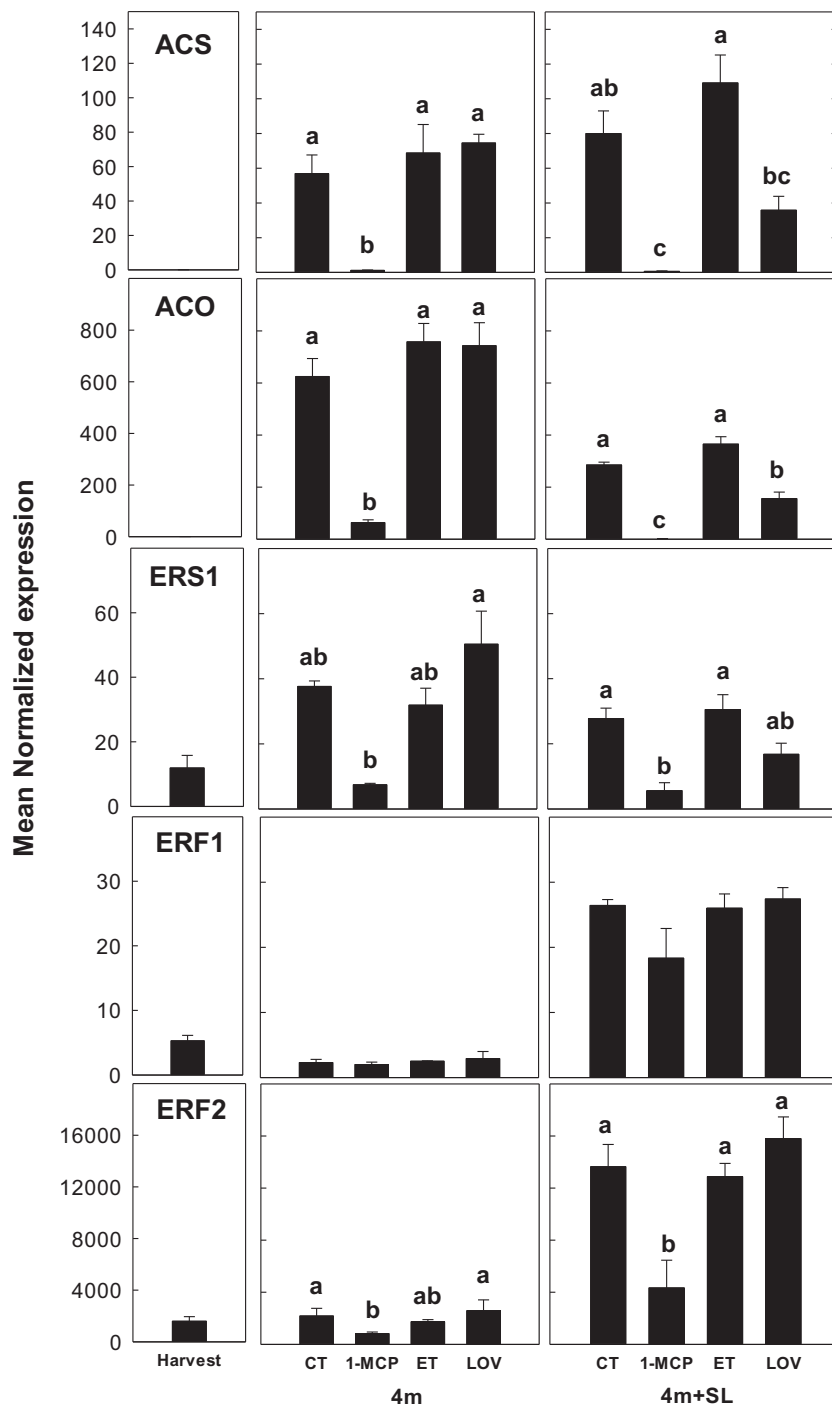 Mean Normalized expression
ACS
140
120
100
80
60
40
20
0
a
b
a
a
ab
c
a
bc
ACO
800
600
400
200
0
a
b
a
a
a
c
a
b
ERS1
60
40
20
0
ab
b
ab
a
a
b
a
ab
ERF1
30
20
10
0
ERF2
16000
12000
8000
4000
0
a
b
ab
a
a
b
a
a
Harvest
CT 1-MCP ET LOV
CT 1-MCP ET LOV
4m
4m+SL